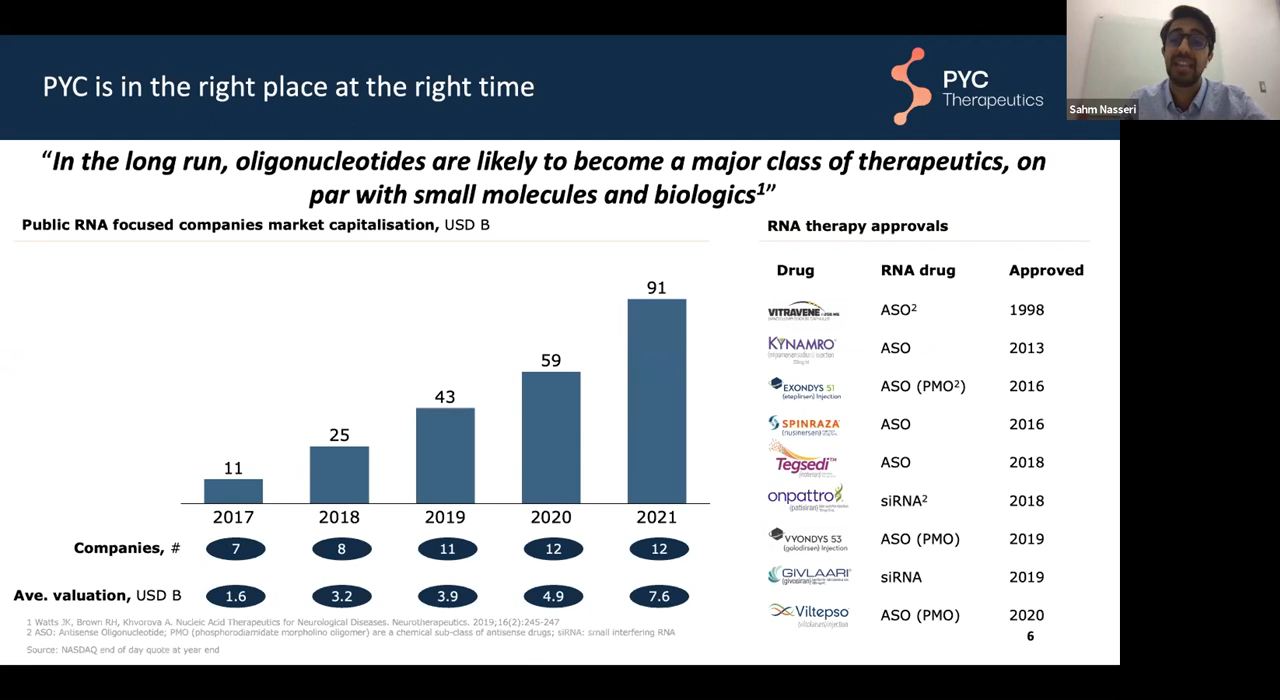 PYC is in the right place at the right time
PYC
Therapeutics
Sahm Nasseri
“In the long run, oligonucleotides are likely to become a major class of therapeutics, on
par with small molecules and biologics1”
Public RNA focused companies market capitalisation, USD B
11
25
43
59
91
2017 2018 2019 2020 2021
Companies, # 7 8 11 12 12
Ave. valuation, USD B 1.6 3.2 3.9 4.9 7.6
RNA therapy approvals
Drug RNA drug Approved
VITRAVENE ASO2 1998
KYNAMRO ASO 2013
EXONDYS 51 (eteplirsen) Injection ASO (PMO2) 2016
SPINRAZA (nusinersen) ASO 2016
Tegsedi™ ASO 2018
onpattro (patisiran) siRNA2 2018
VYONDYS 53 (golodirsen) Injection ASO (PMO) 2019
GIVLAARI (givosiran) siRNA 2019
Viltepso (viltolarsen) injection ASO (PMO) 2020
6
1 Watts JK, Brown RH, Khvorova A. Nucleic Acid Therapeutics for Neurological Diseases. Neurotherapeutics. 2019;16(2):245-247
2 ASO: Antisense Oligonucleotide; PMO (phosphorodiamidate morpholino oligomer) are a chemical sub-class of antisense drugs; siRNA: small interfering RNA
Source: NASDAQ end of day quote at year end